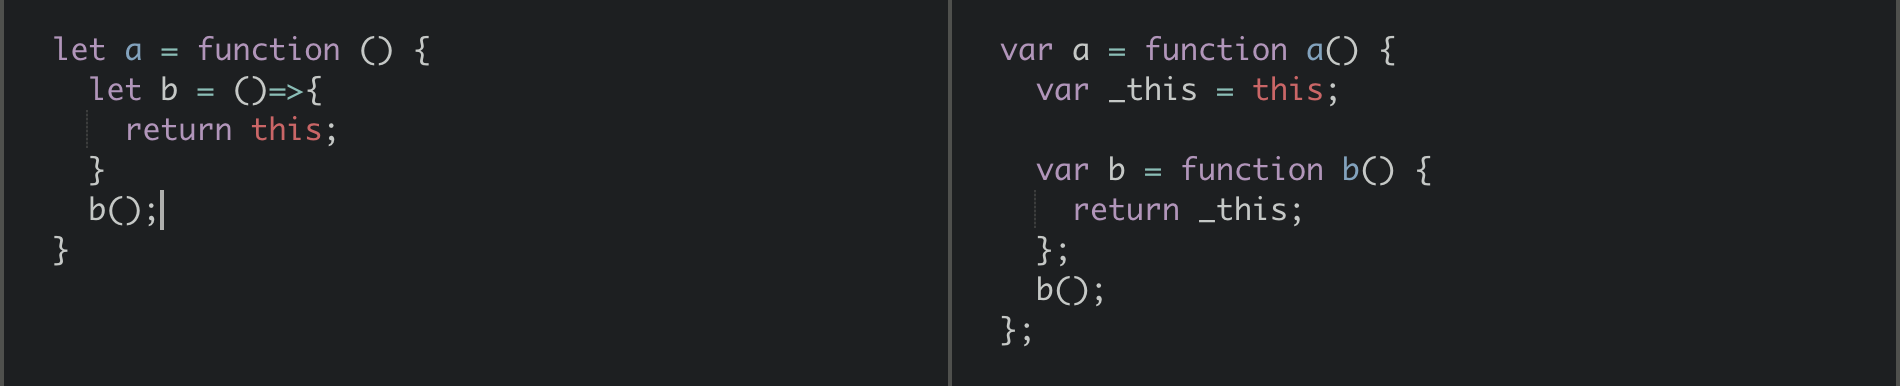 let a = function () {
  let b = ()=>{
    return this;
  }
  b();
}
var a = function a() {
  var _this = this;

  var b = function b() {
    return _this;
  };
  b();
};